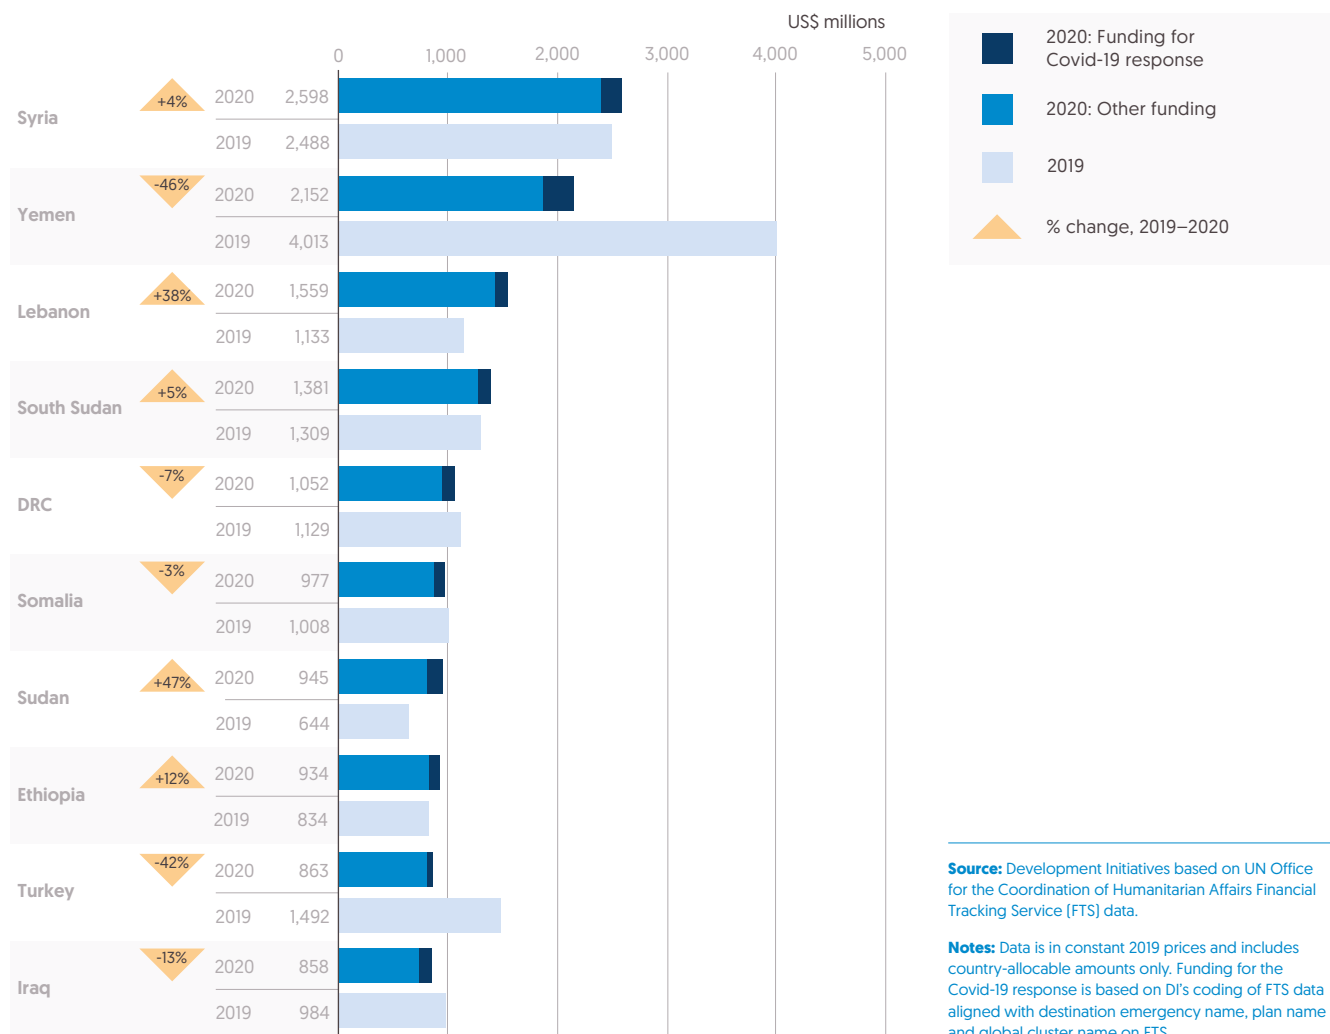 US$ millions
0 1,000 2,000 3,000 4,000 5,000
Syria
+4%
2020 2,598
2019 2,488
Yemen
-46%
2020 2,152
2019 4,013
Lebanon
+38%
2020 1,559
2019 1,133
South Sudan
+5%
2020 1,381
2019 1,309
DRC
-7%
2020 1,052
2019 1,129
Somalia
-3%
2020 977
2019 1,008
Sudan
+47%
2020 945
2019 644
Ethiopia
+12%
2020 934
2019 834
Turkey
-42%
2020 863
2019 1,492
Iraq
-13%
2020 858
2019 984
2020: Funding for
Covid-19 response
2020: Other funding
2019
% change, 2019–2020
Source: Development Initiatives based on UN Office
for the Coordination of Humanitarian Affairs Financial
Tracking Service (FTS) data.
Notes: Data is in constant 2019 prices and includes
country-allocable amounts only. Funding for the
Covid-19 response is based on DI's coding of FTS data
aligned with destination emergency name, plan name
and global cluster name on FTS.